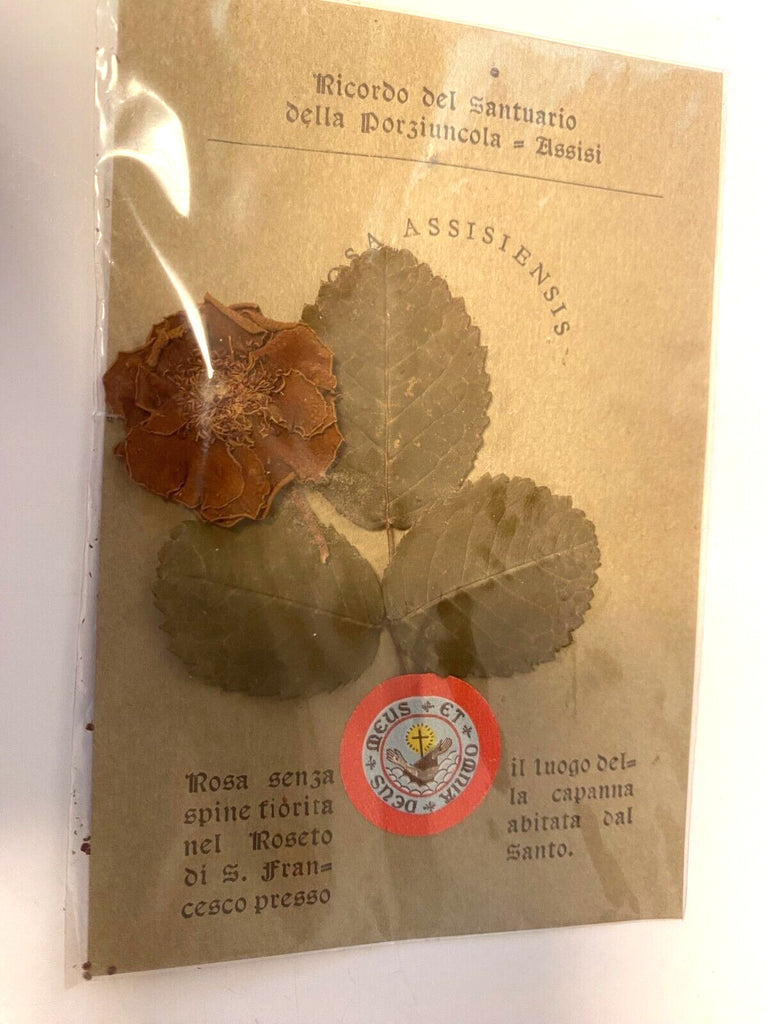 Ricordo del Santuario
della Porziuncola = Assisi
ROSA ASSISIENSIS
Rosa senza
spine fiorita
nel Roseto
di S. Fran=
cesco presso
DEUS MEUS ET OMNIA
il luogo del=
la capanna
abitata dal
Santo.